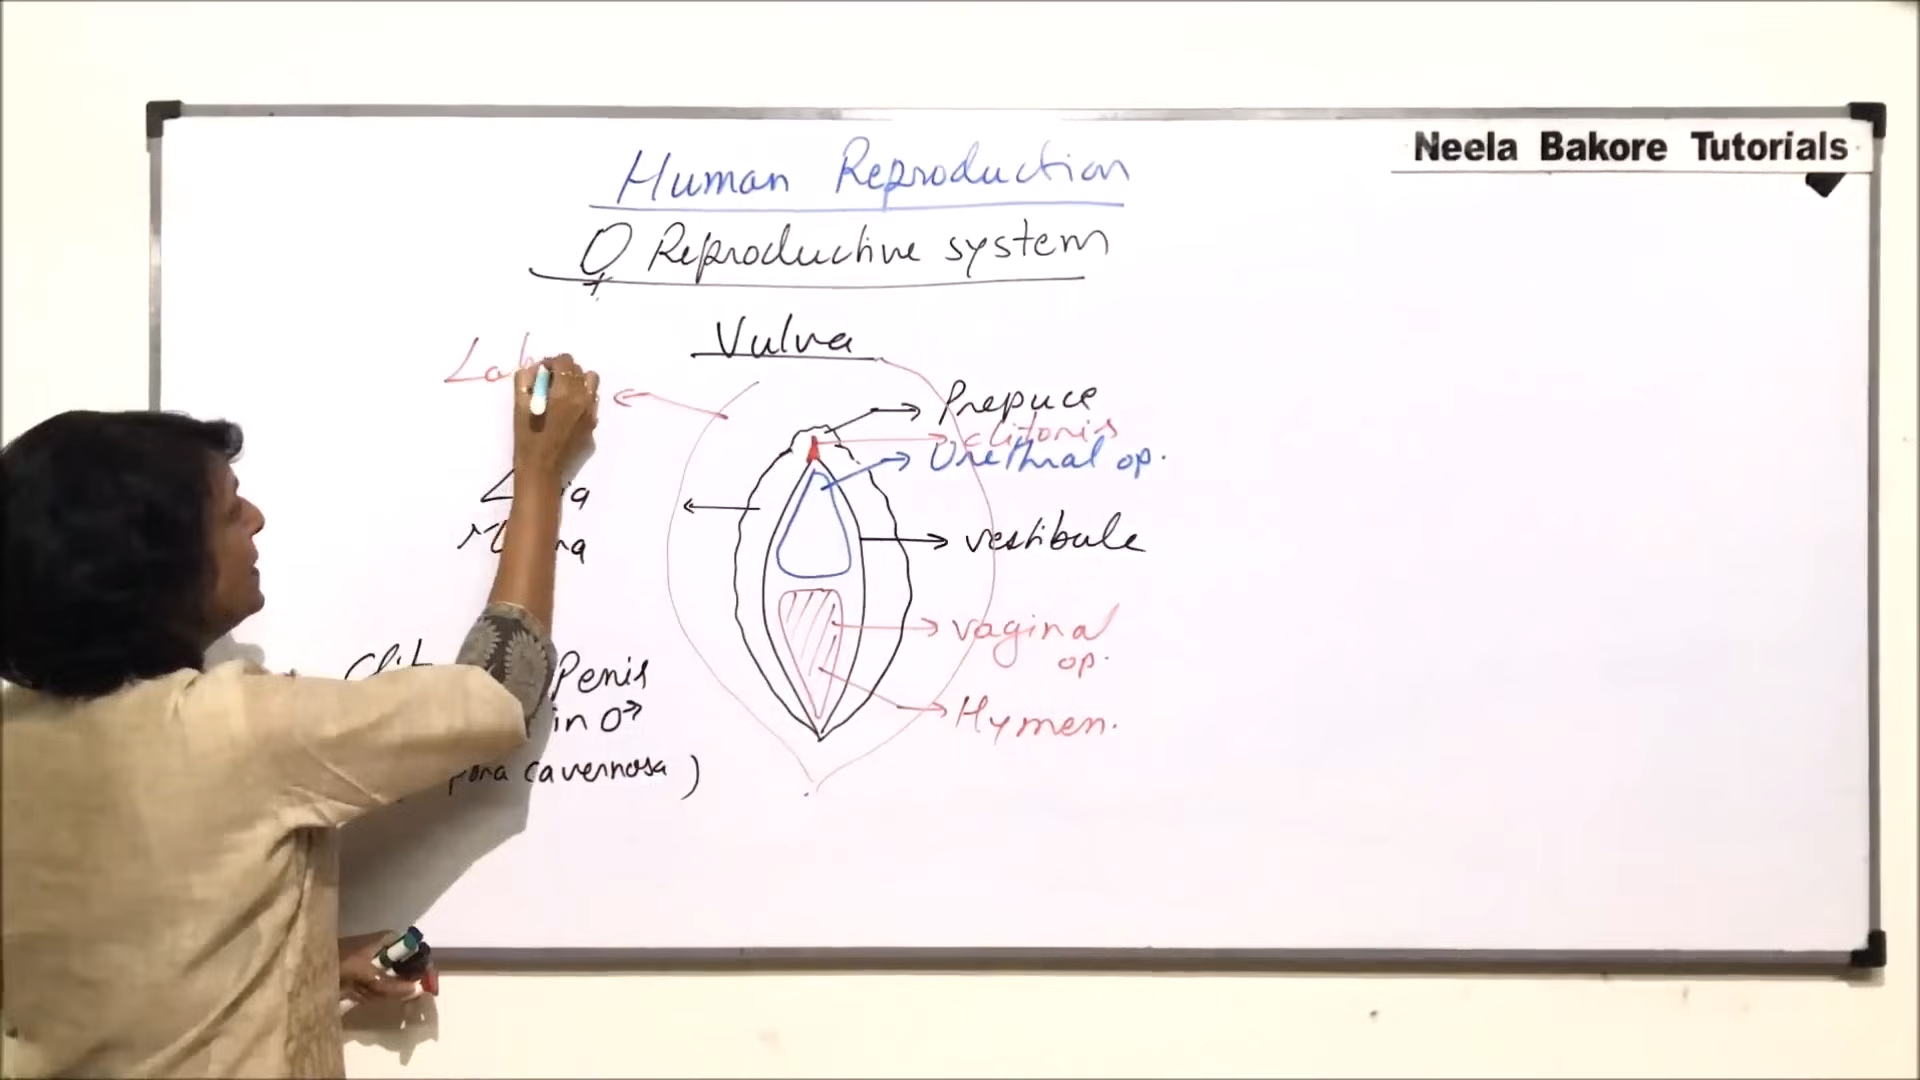 Neela Bakore Tutorials
Human Reproduction
♀ Reproductive system
Vulva
Prepuce
clitoris
Urethral op.
vestibule
vaginal
op.
Hymen.
Penis
in ♂
cavernosa )